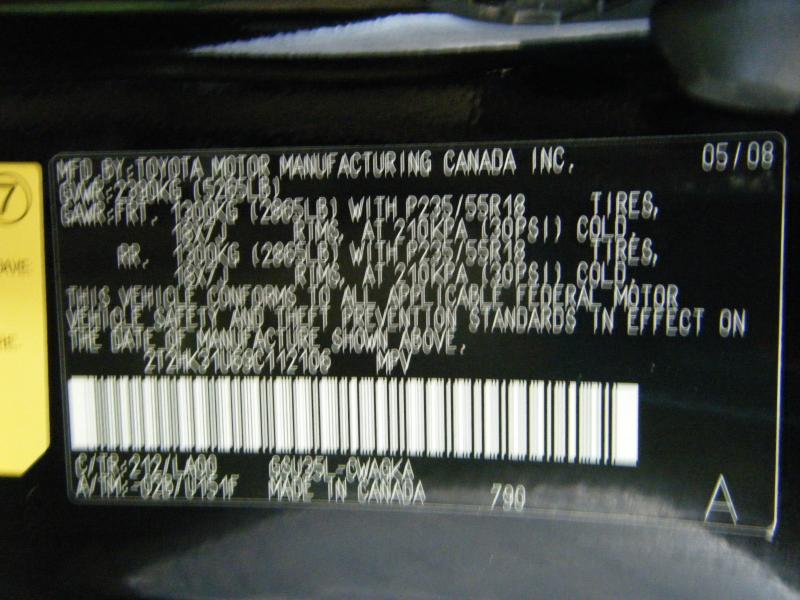 MFD. BY: TOYOTA MOTOR MANUFACTURING CANADA INC. 05/08
GVWR: 2390KG (5265LB)
GAWR: FRT. 1300KG (2865LB) WITH P235/55R18 TIRES,
18X7J RIMS, AT 210KPA (30PSI) COLD.
RR. 1300KG (2865LB) WITH P235/55R18 TIRES,
18X7J RIMS, AT 210KPA (30PSI) COLD.
THIS VEHICLE CONFORMS TO ALL APPLICABLE FEDERAL MOTOR
VEHICLE SAFETY AND THEFT PREVENTION STANDARDS IN EFFECT ON
THE DATE OF MANUFACTURE SHOWN ABOVE.
2T2HK31U69C112106 MPV
C/TR: 212/LA00 GSU35L-CWAGKA
A/TM: -02B/U151F MADE IN CANADA 790 A
7